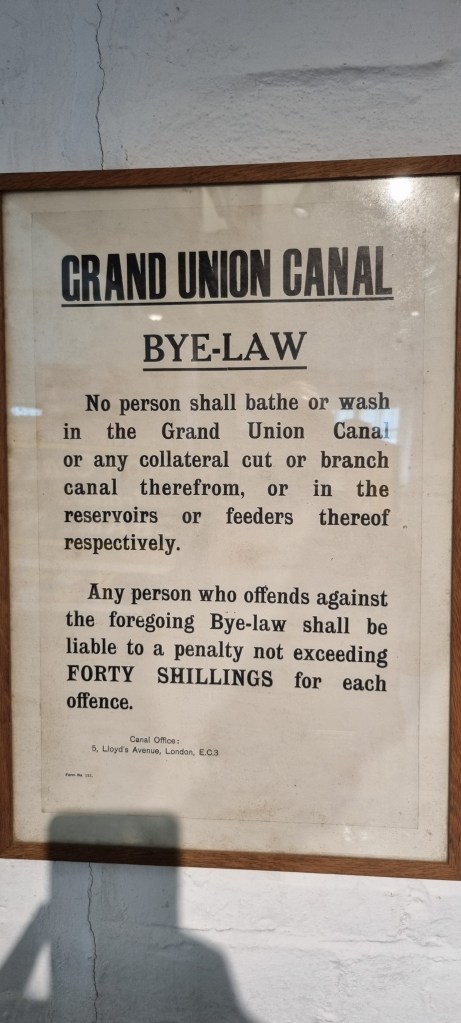 GRAND UNION CANAL
BYE-LAW
No person shall bathe or wash
in the Grand Union Canal
or any collateral cut or branch
canal therefrom, or in the
reservoirs or feeders thereof
respectively.
Any person who offends against
the foregoing Bye-law shall be
liable to a penalty not exceeding
FORTY SHILLINGS for each
offence.
Canal Office:
5, Lloyd's Avenue, London, E.C.3
Form No.